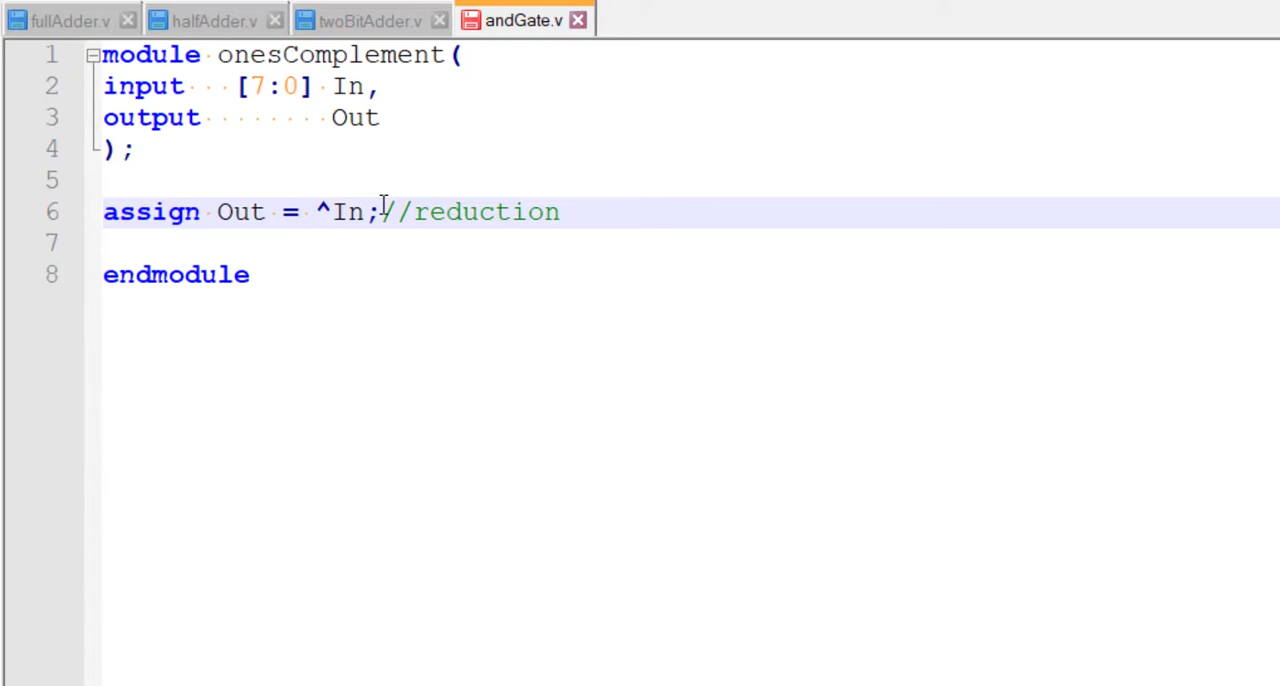 fullAdder.v halfAdder.v twoBitAdder.v andGate.v
1 module onesComplement(
2 input [7:0] In,
3 output Out
4 );
5
6 assign Out = ^In;//reduction
7
8 endmodule